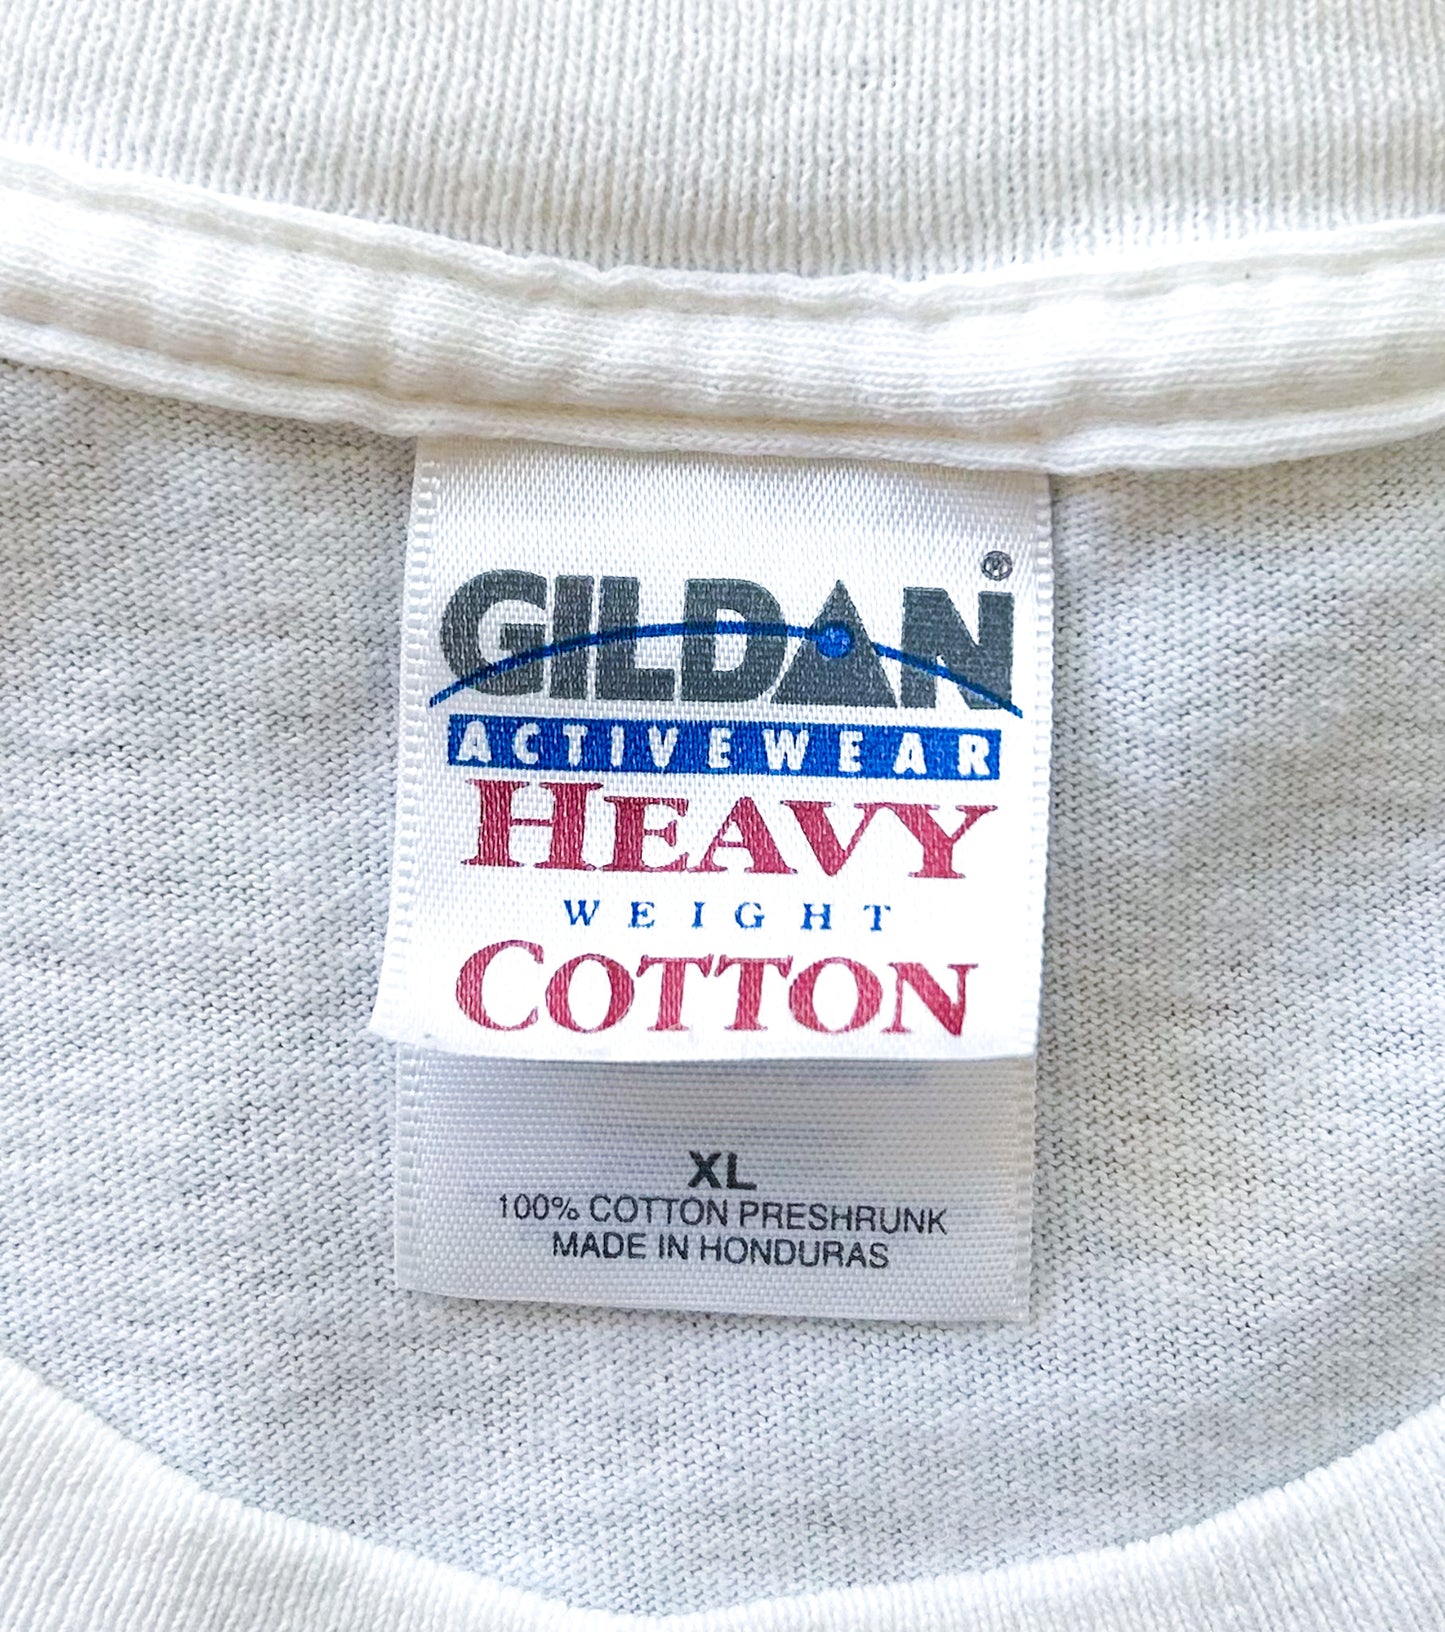 GILDAN®
ACTIVEWEAR
HEAVY
WEIGHT
COTTON
XL
100% COTTON PRESHRUNK
MADE IN HONDURAS